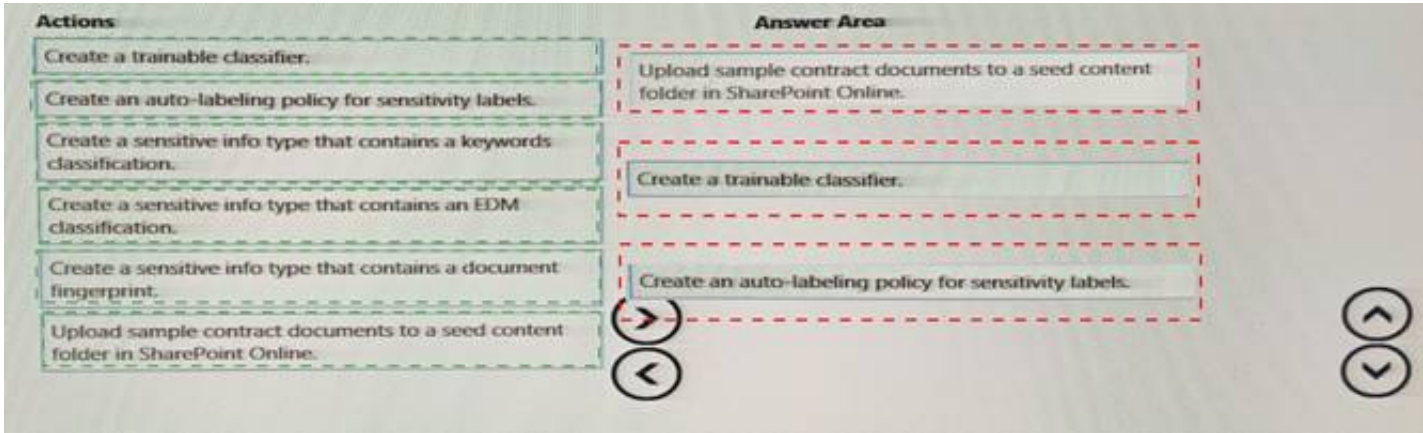 Actions
Create a trainable classifier.
Create an auto-labeling policy for sensitivity labels.
Create a sensitive info type that contains a keywords
classification.
Create a sensitive info type that contains an EDM
classification.
Create a sensitive info type that contains a document
fingerprint.
Upload sample contract documents to a seed content
folder in SharePoint Online.
Answer Area
Upload sample contract documents to a seed content
folder in SharePoint Online.
Create a trainable classifier.
Create an auto-labeling policy for sensitivity labels.